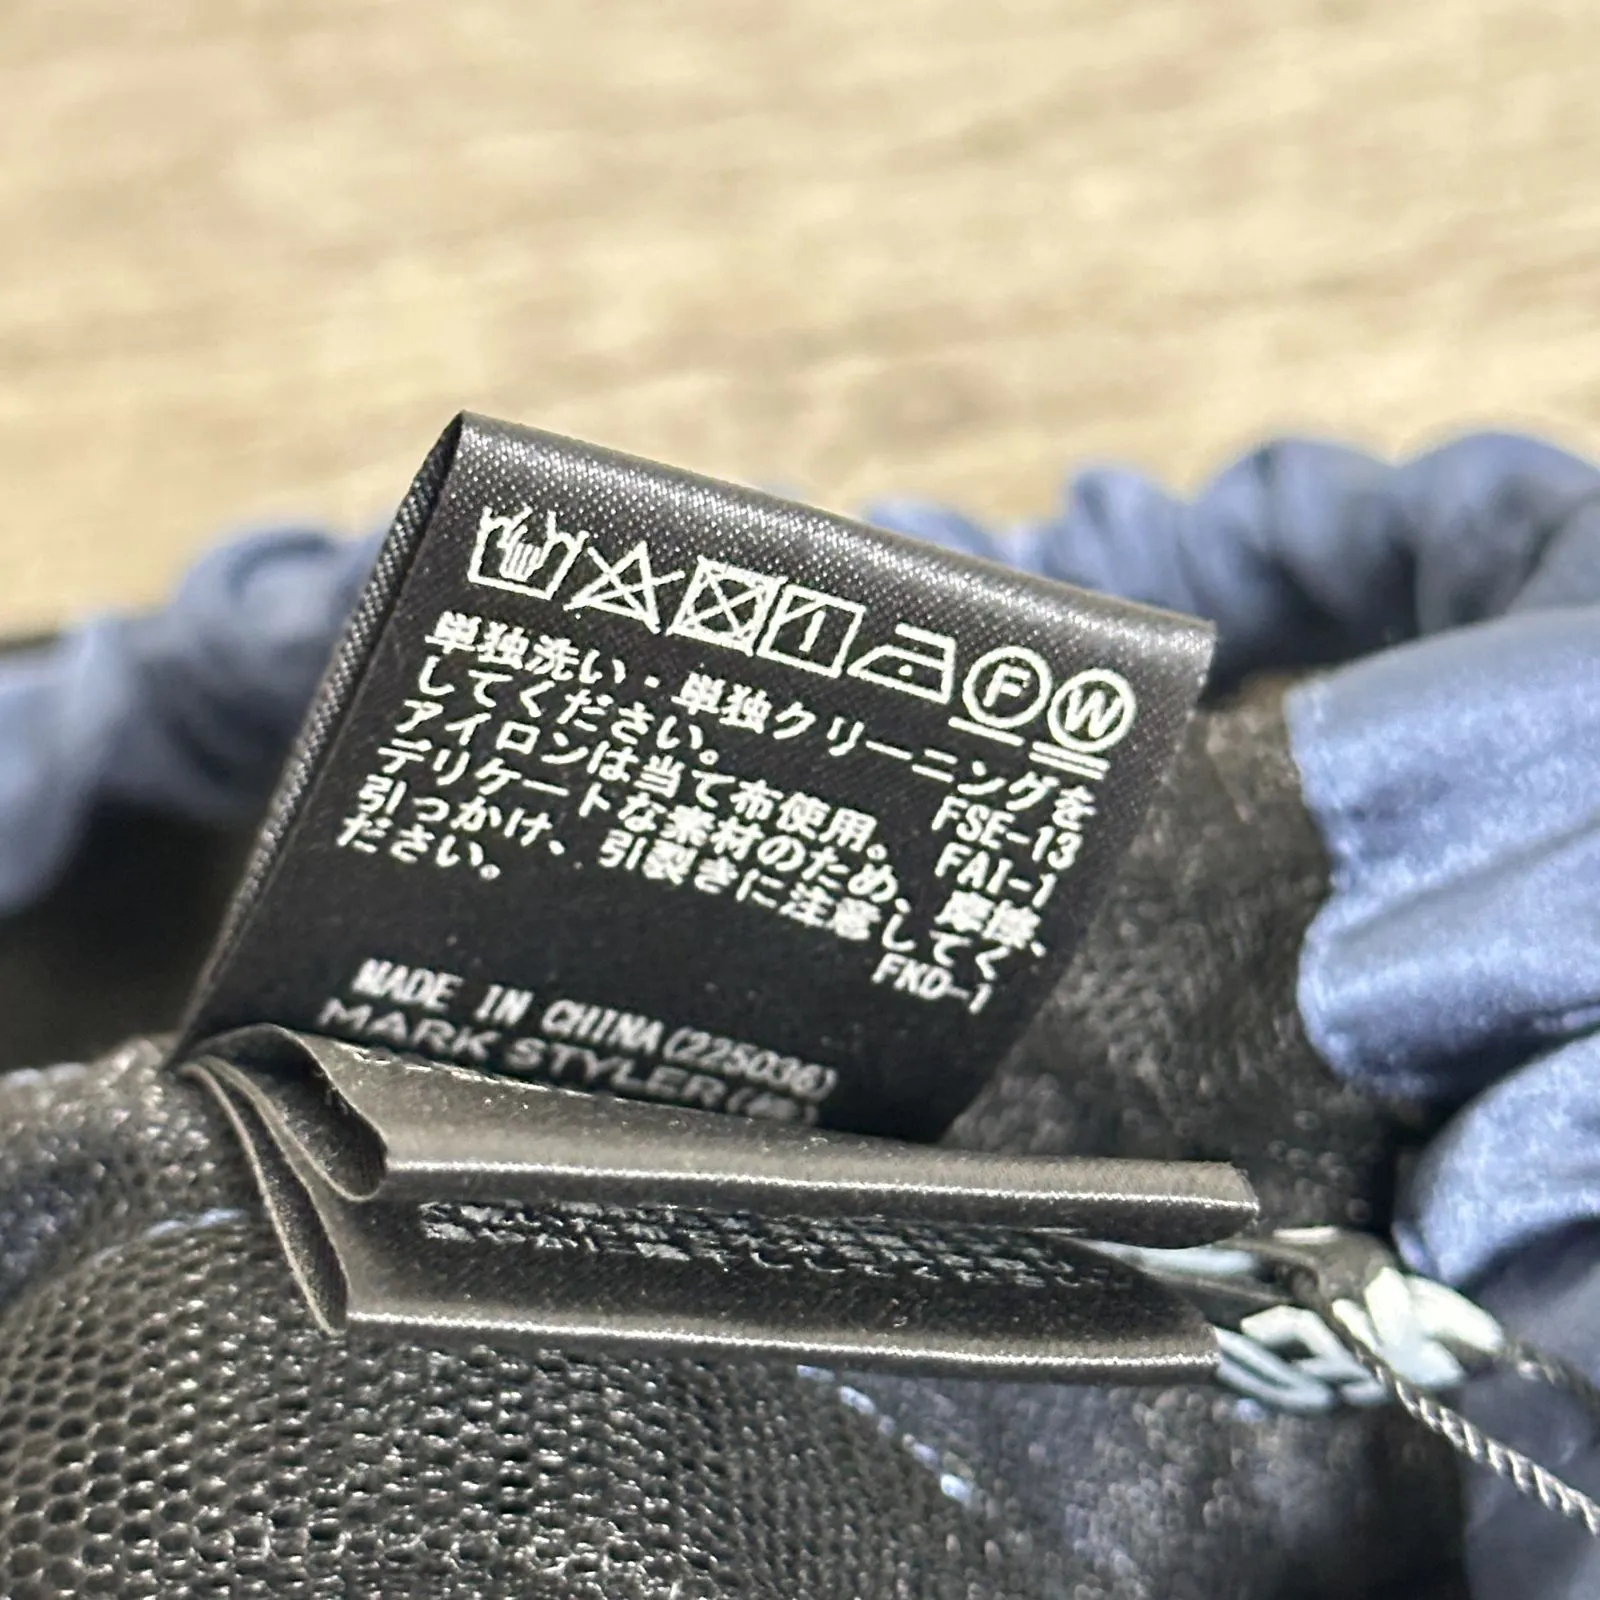 F W
単独洗い・単独クリーニングを
してください。 FSE-13
アイロンは当て布使用。 FAI-1
デリケートな素材のため、摩擦、
引っかけ、引裂きに注意してく
ださい。 FKD-1
MADE IN CHINA(225036)
MARK STYLER(株)